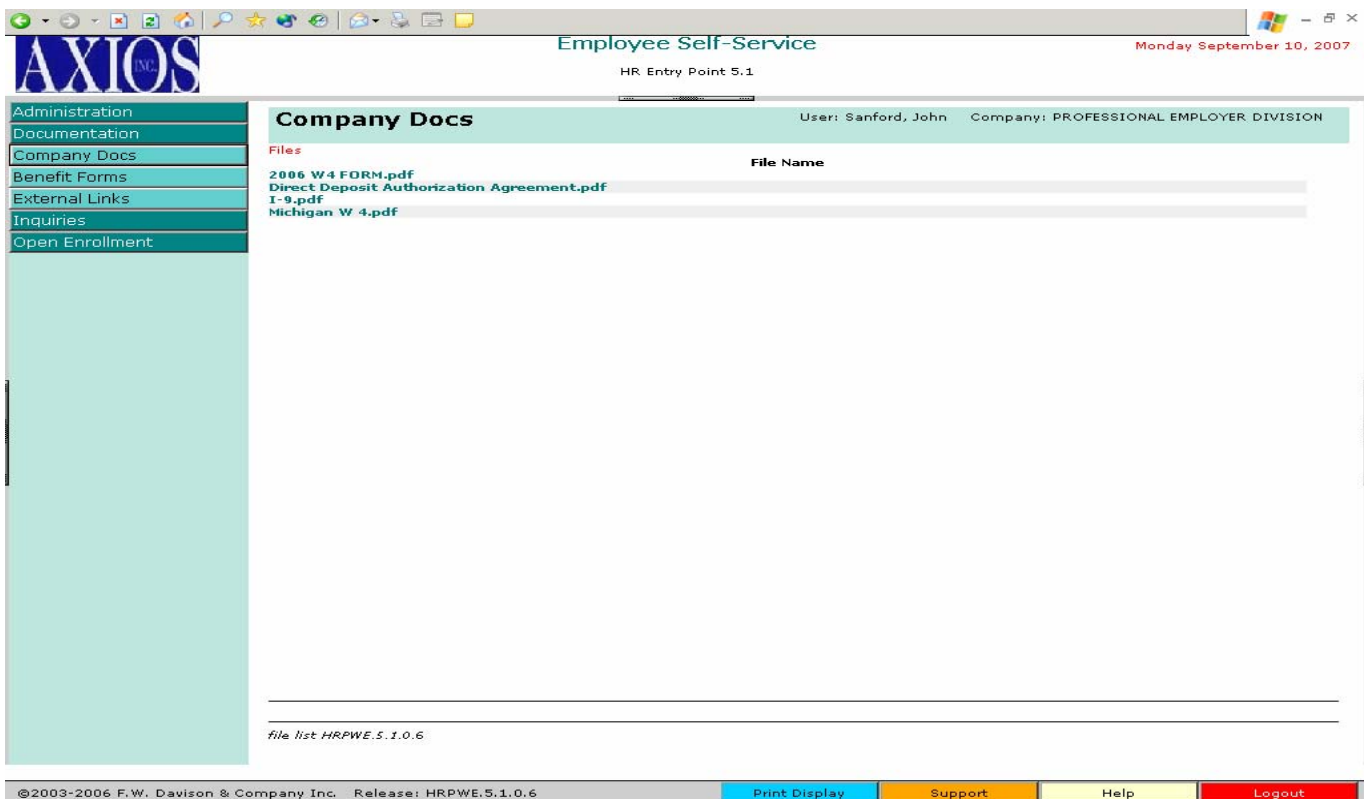 AXIOS INC.
Employee Self-Service
HR Entry Point 5.1
Monday September 10, 2007
Administration
Documentation
Company Docs
Benefit Forms
External Links
Inquiries
Open Enrollment
Company Docs
User: Sanford, John Company: PROFESSIONAL EMPLOYER DIVISION
Files
File Name
2006 W4 FORM.pdf
Direct Deposit Authorization Agreement.pdf
I-9.pdf
Michigan W 4.pdf
file list HRPWE.5.1.0.6
©2003-2006 F.W. Davison & Company Inc. Release: HRPWE.5.1.0.6
Print Display
Support
Help
Logout